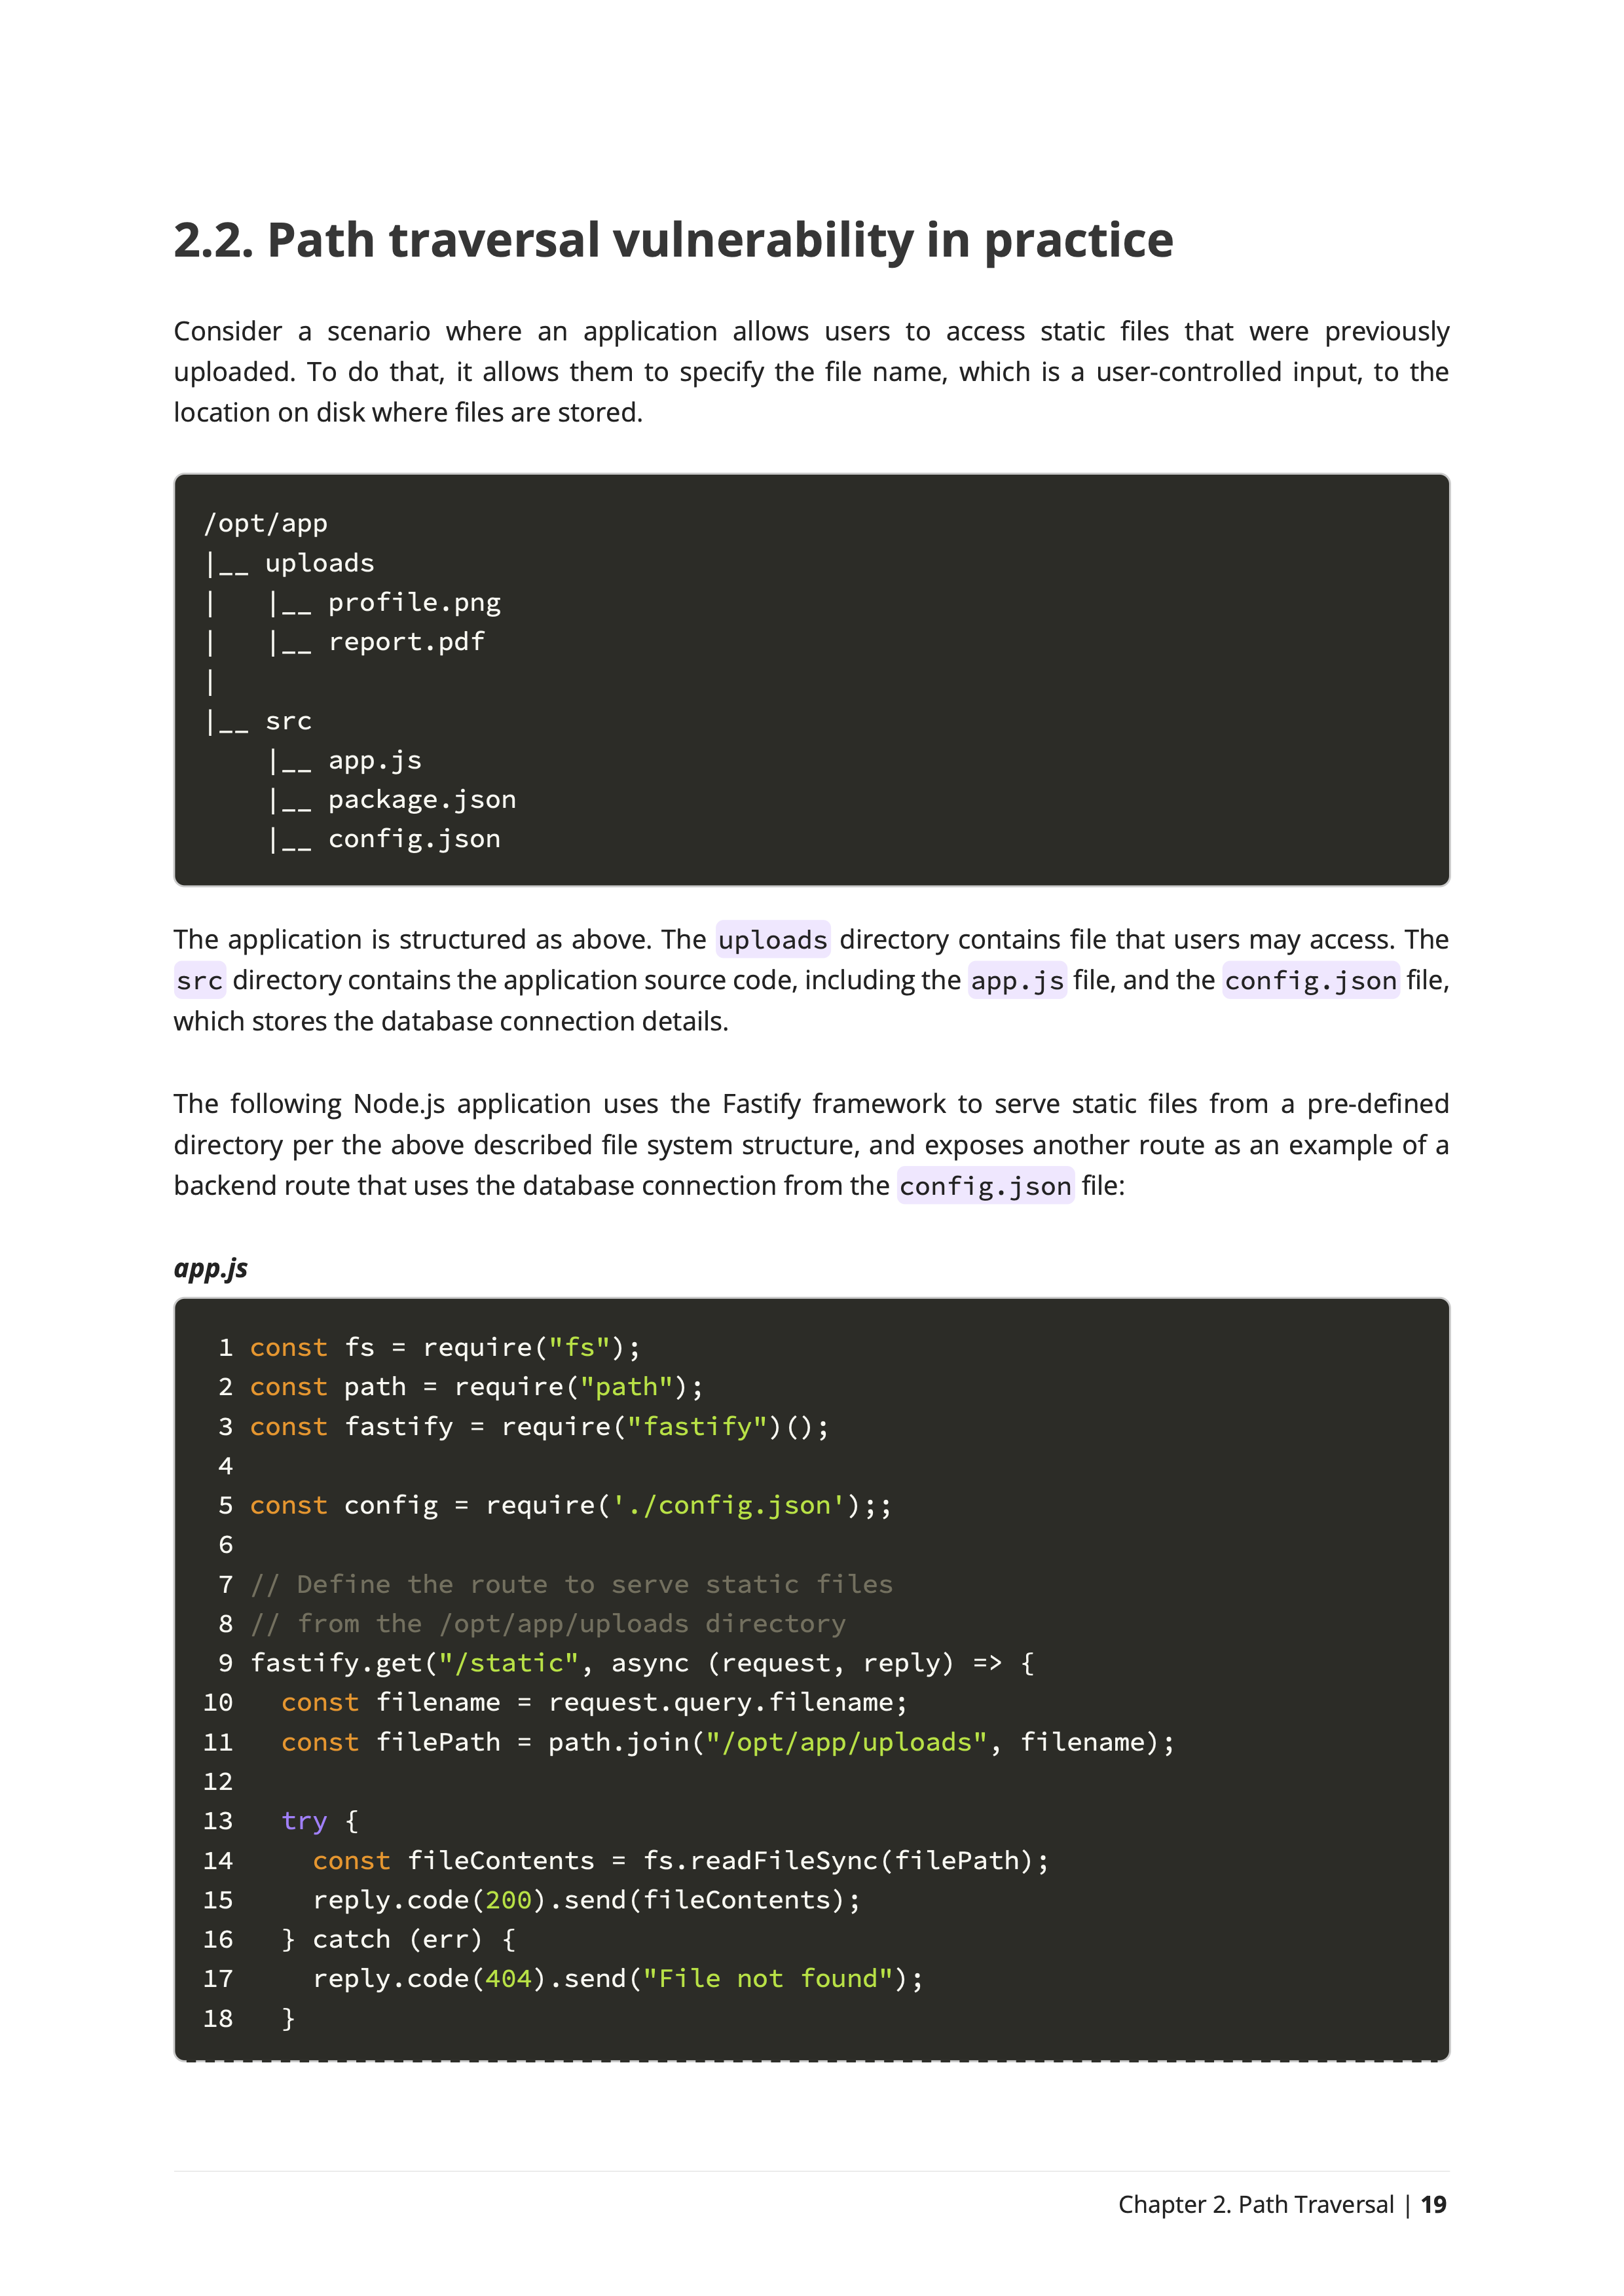 2.2. Path traversal vulnerability in practice
Consider a scenario where an application allows users to access static files that were previously
uploaded. To do that, it allows them to specify the file name, which is a user-controlled input, to the
location on disk where files are stored.
/opt/app
|__ uploads
|   |__ profile.png
|   |__ report.pdf
|
|__ src
    |__ app.js
    |__ package.json
    |__ config.json
The application is structured as above. The uploads directory contains file that users may access. The
src directory contains the application source code, including the app.js file, and the config.json file,
which stores the database connection details.
The following Node.js application uses the Fastify framework to serve static files from a pre-defined
directory per the above described file system structure, and exposes another route as an example of a
backend route that uses the database connection from the config.json file:
app.js
 1 const fs = require("fs");
 2 const path = require("path");
 3 const fastify = require("fastify")();
 4
 5 const config = require('./config.json');;
 6
 7 // Define the route to serve static files
 8 // from the /opt/app/uploads directory
 9 fastify.get("/static", async (request, reply) => {
10   const filename = request.query.filename;
11   const filePath = path.join("/opt/app/uploads", filename);
12
13   try {
14     const fileContents = fs.readFileSync(filePath);
15     reply.code(200).send(fileContents);
16   } catch (err) {
17     reply.code(404).send("File not found");
18   }
Chapter 2. Path Traversal | 19